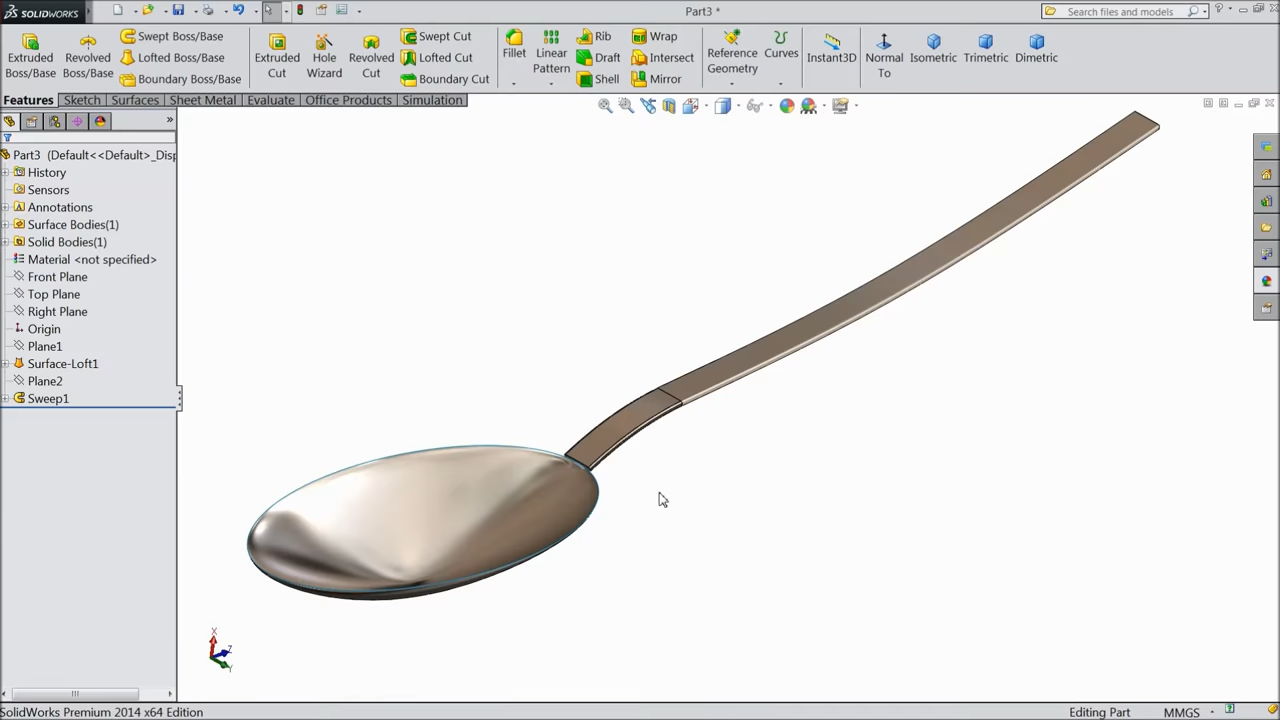 SOLIDWORKS
Part3 *
Search files and models
Extruded Boss/Base
Revolved Boss/Base
Swept Boss/Base
Lofted Boss/Base
Boundary Boss/Base
Extruded Cut
Hole Wizard
Revolved Cut
Swept Cut
Lofted Cut
Boundary Cut
Fillet
Linear Pattern
Rib
Draft
Shell
Wrap
Intersect
Mirror
Reference Geometry
Curves
Instant3D
Normal To
Isometric
Trimetric
Dimetric
Features
Sketch
Surfaces
Sheet Metal
Evaluate
Office Products
Simulation
Part3 (Default<<Default>_Disp
History
Sensors
Annotations
Surface Bodies(1)
Solid Bodies(1)
Material <not specified>
Front Plane
Top Plane
Right Plane
Origin
Plane1
Surface-Loft1
Plane2
Sweep1
X
Z
Y
SolidWorks Premium 2014 x64 Edition
Editing Part
MMGS